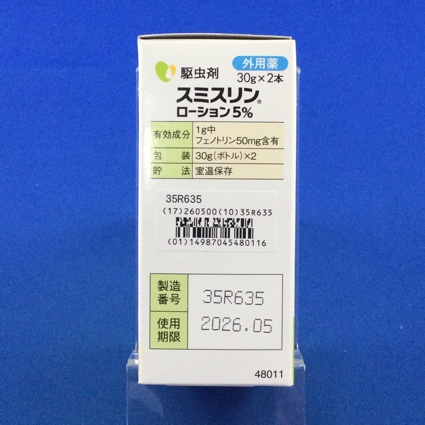 駆虫剤
外用薬
30g×2本
スミスリン®
ローション5%
有効成分 1g中
フェノトリン50mg含有
包装 30g(ボトル)×2
貯法 室温保存
35R635
(17)260500(10)35R635
(01)14987045480116
製造番号 35R635
使用期限 2026.05
48011